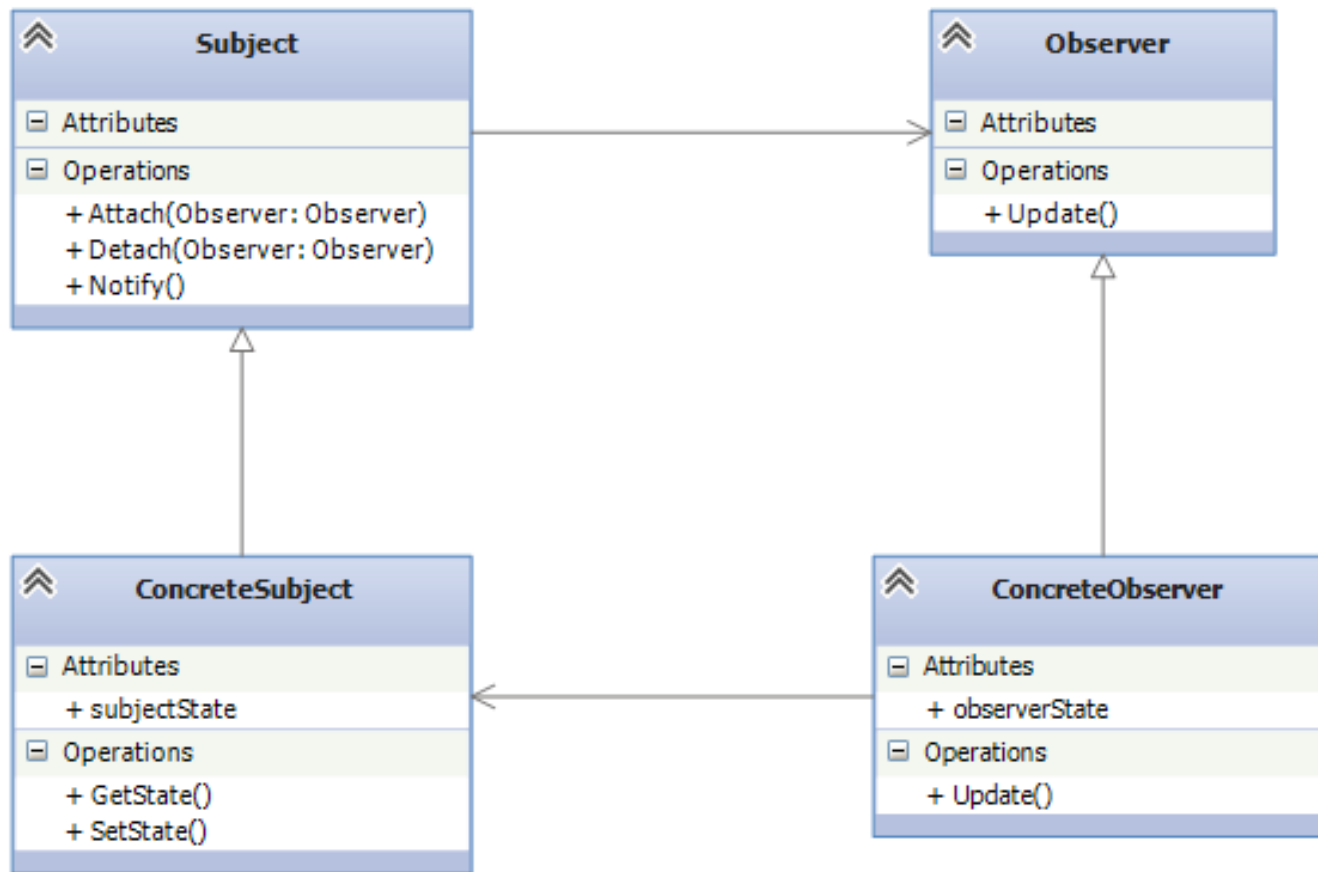 Subject
Attributes
Operations
+ Attach(Observer: Observer)
+ Detach(Observer: Observer)
+ Notify()
Observer
Attributes
Operations
+ Update()
ConcreteSubject
Attributes
+ subjectState
Operations
+ GetState()
+ SetState()
ConcreteObserver
Attributes
+ observerState
Operations
+ Update()